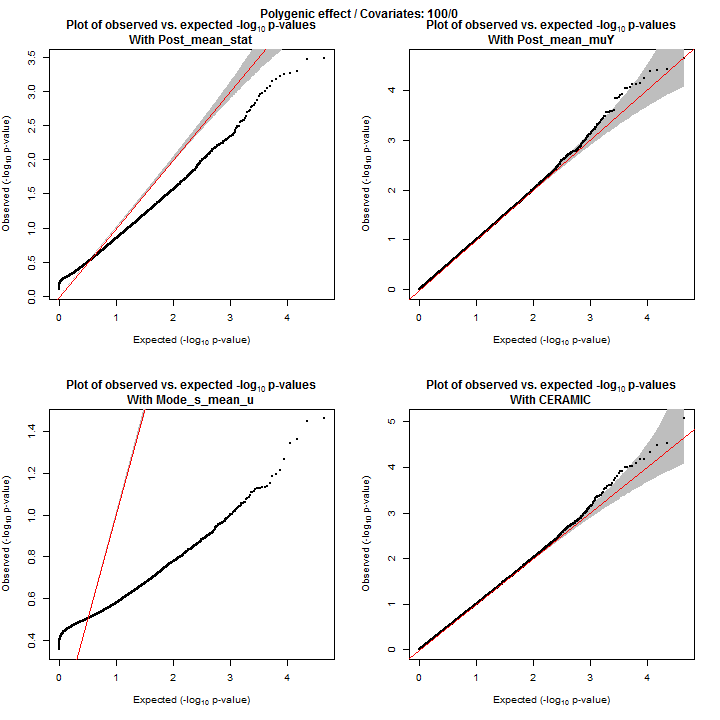 Polygenic effect / Covariates: 100/0
Plot of observed vs. expected -log10 p-values
With Post_mean_stat
Observed (-log10 p-value)
3.5
3.0
2.5
2.0
1.5
1.0
0.5
0.0
0 1 2 3 4
Expected (-log10 p-value)
Plot of observed vs. expected -log10 p-values
With Post_mean_muY
Observed (-log10 p-value)
4
3
2
1
0
0 1 2 3 4
Expected (-log10 p-value)
Plot of observed vs. expected -log10 p-values
With Mode_s_mean_u
Observed (-log10 p-value)
1.4
1.2
1.0
0.8
0.6
0.4
0 1 2 3 4
Expected (-log10 p-value)
Plot of observed vs. expected -log10 p-values
With CERAMIC
Observed (-log10 p-value)
5
4
3
2
1
0
0 1 2 3 4
Expected (-log10 p-value)